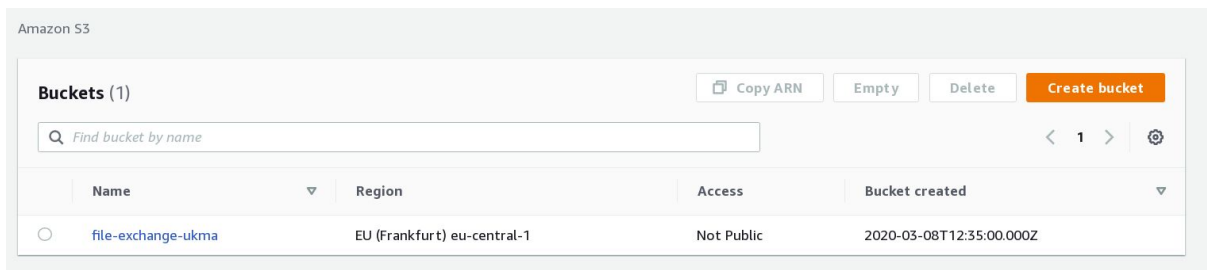 Amazon S3
Buckets (1)
Copy ARN Empty Delete Create bucket
Find bucket by name
1
Name Region Access Bucket created
file-exchange-ukma EU (Frankfurt) eu-central-1 Not Public 2020-03-08T12:35:00.000Z